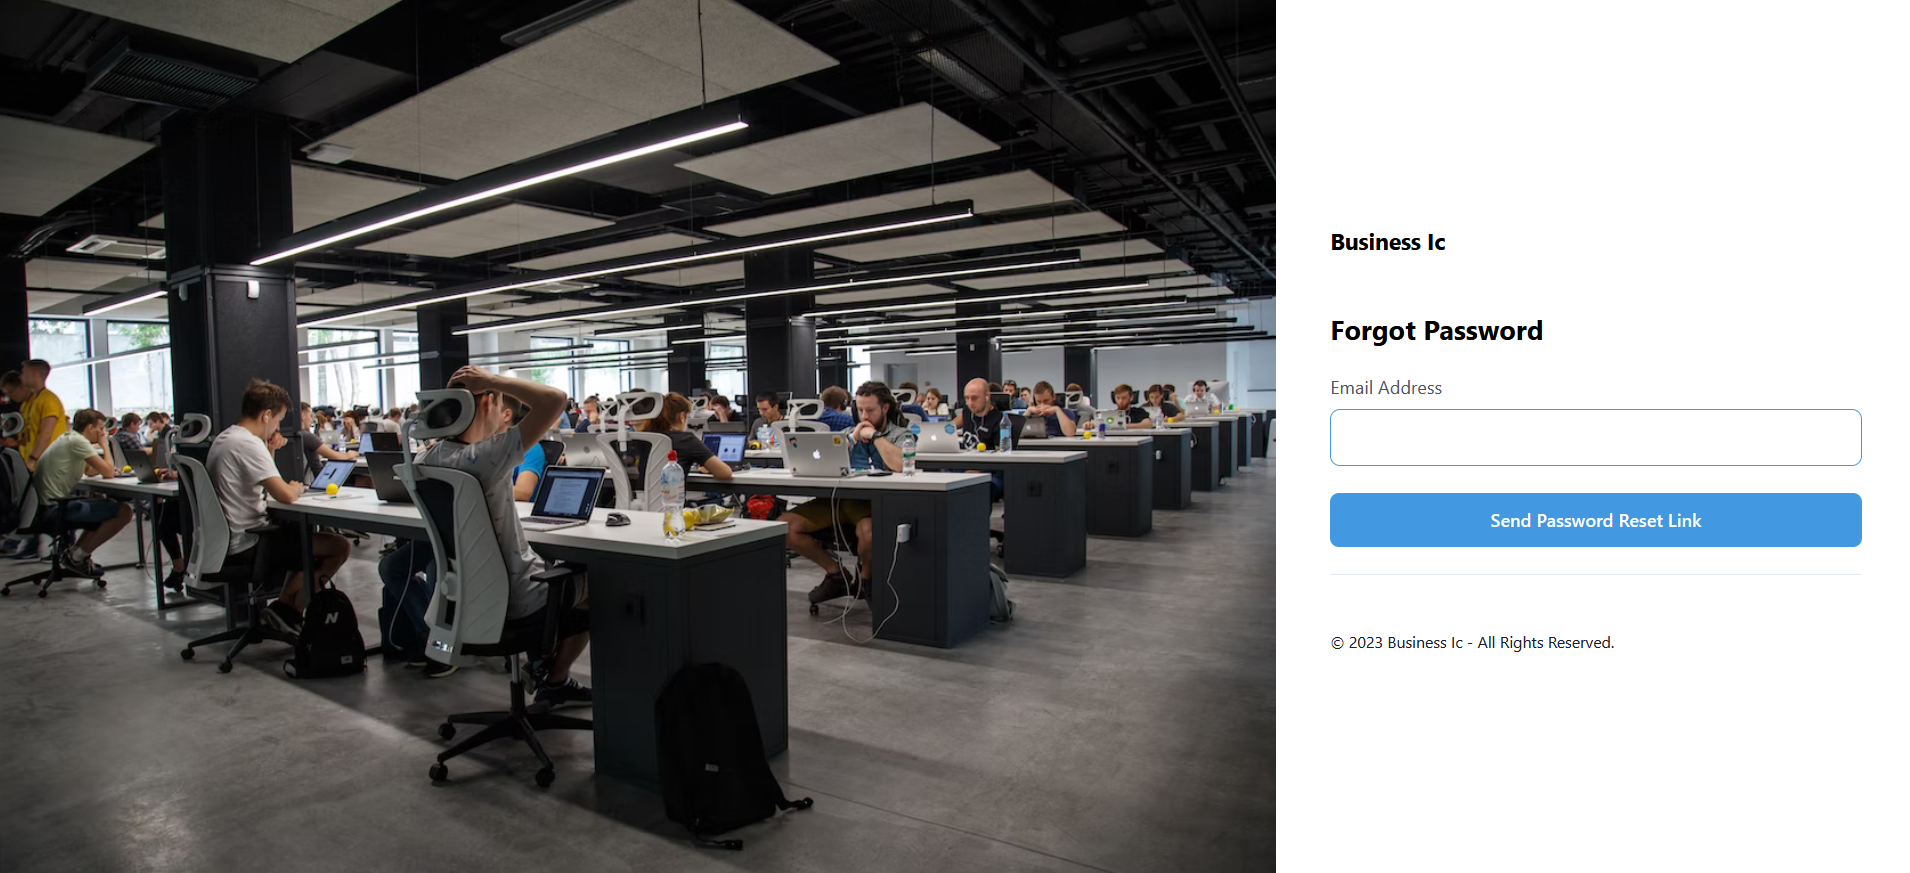 Business Ic
Forgot Password
Email Address
Send Password Reset Link
© 2023 Business Ic - All Rights Reserved.